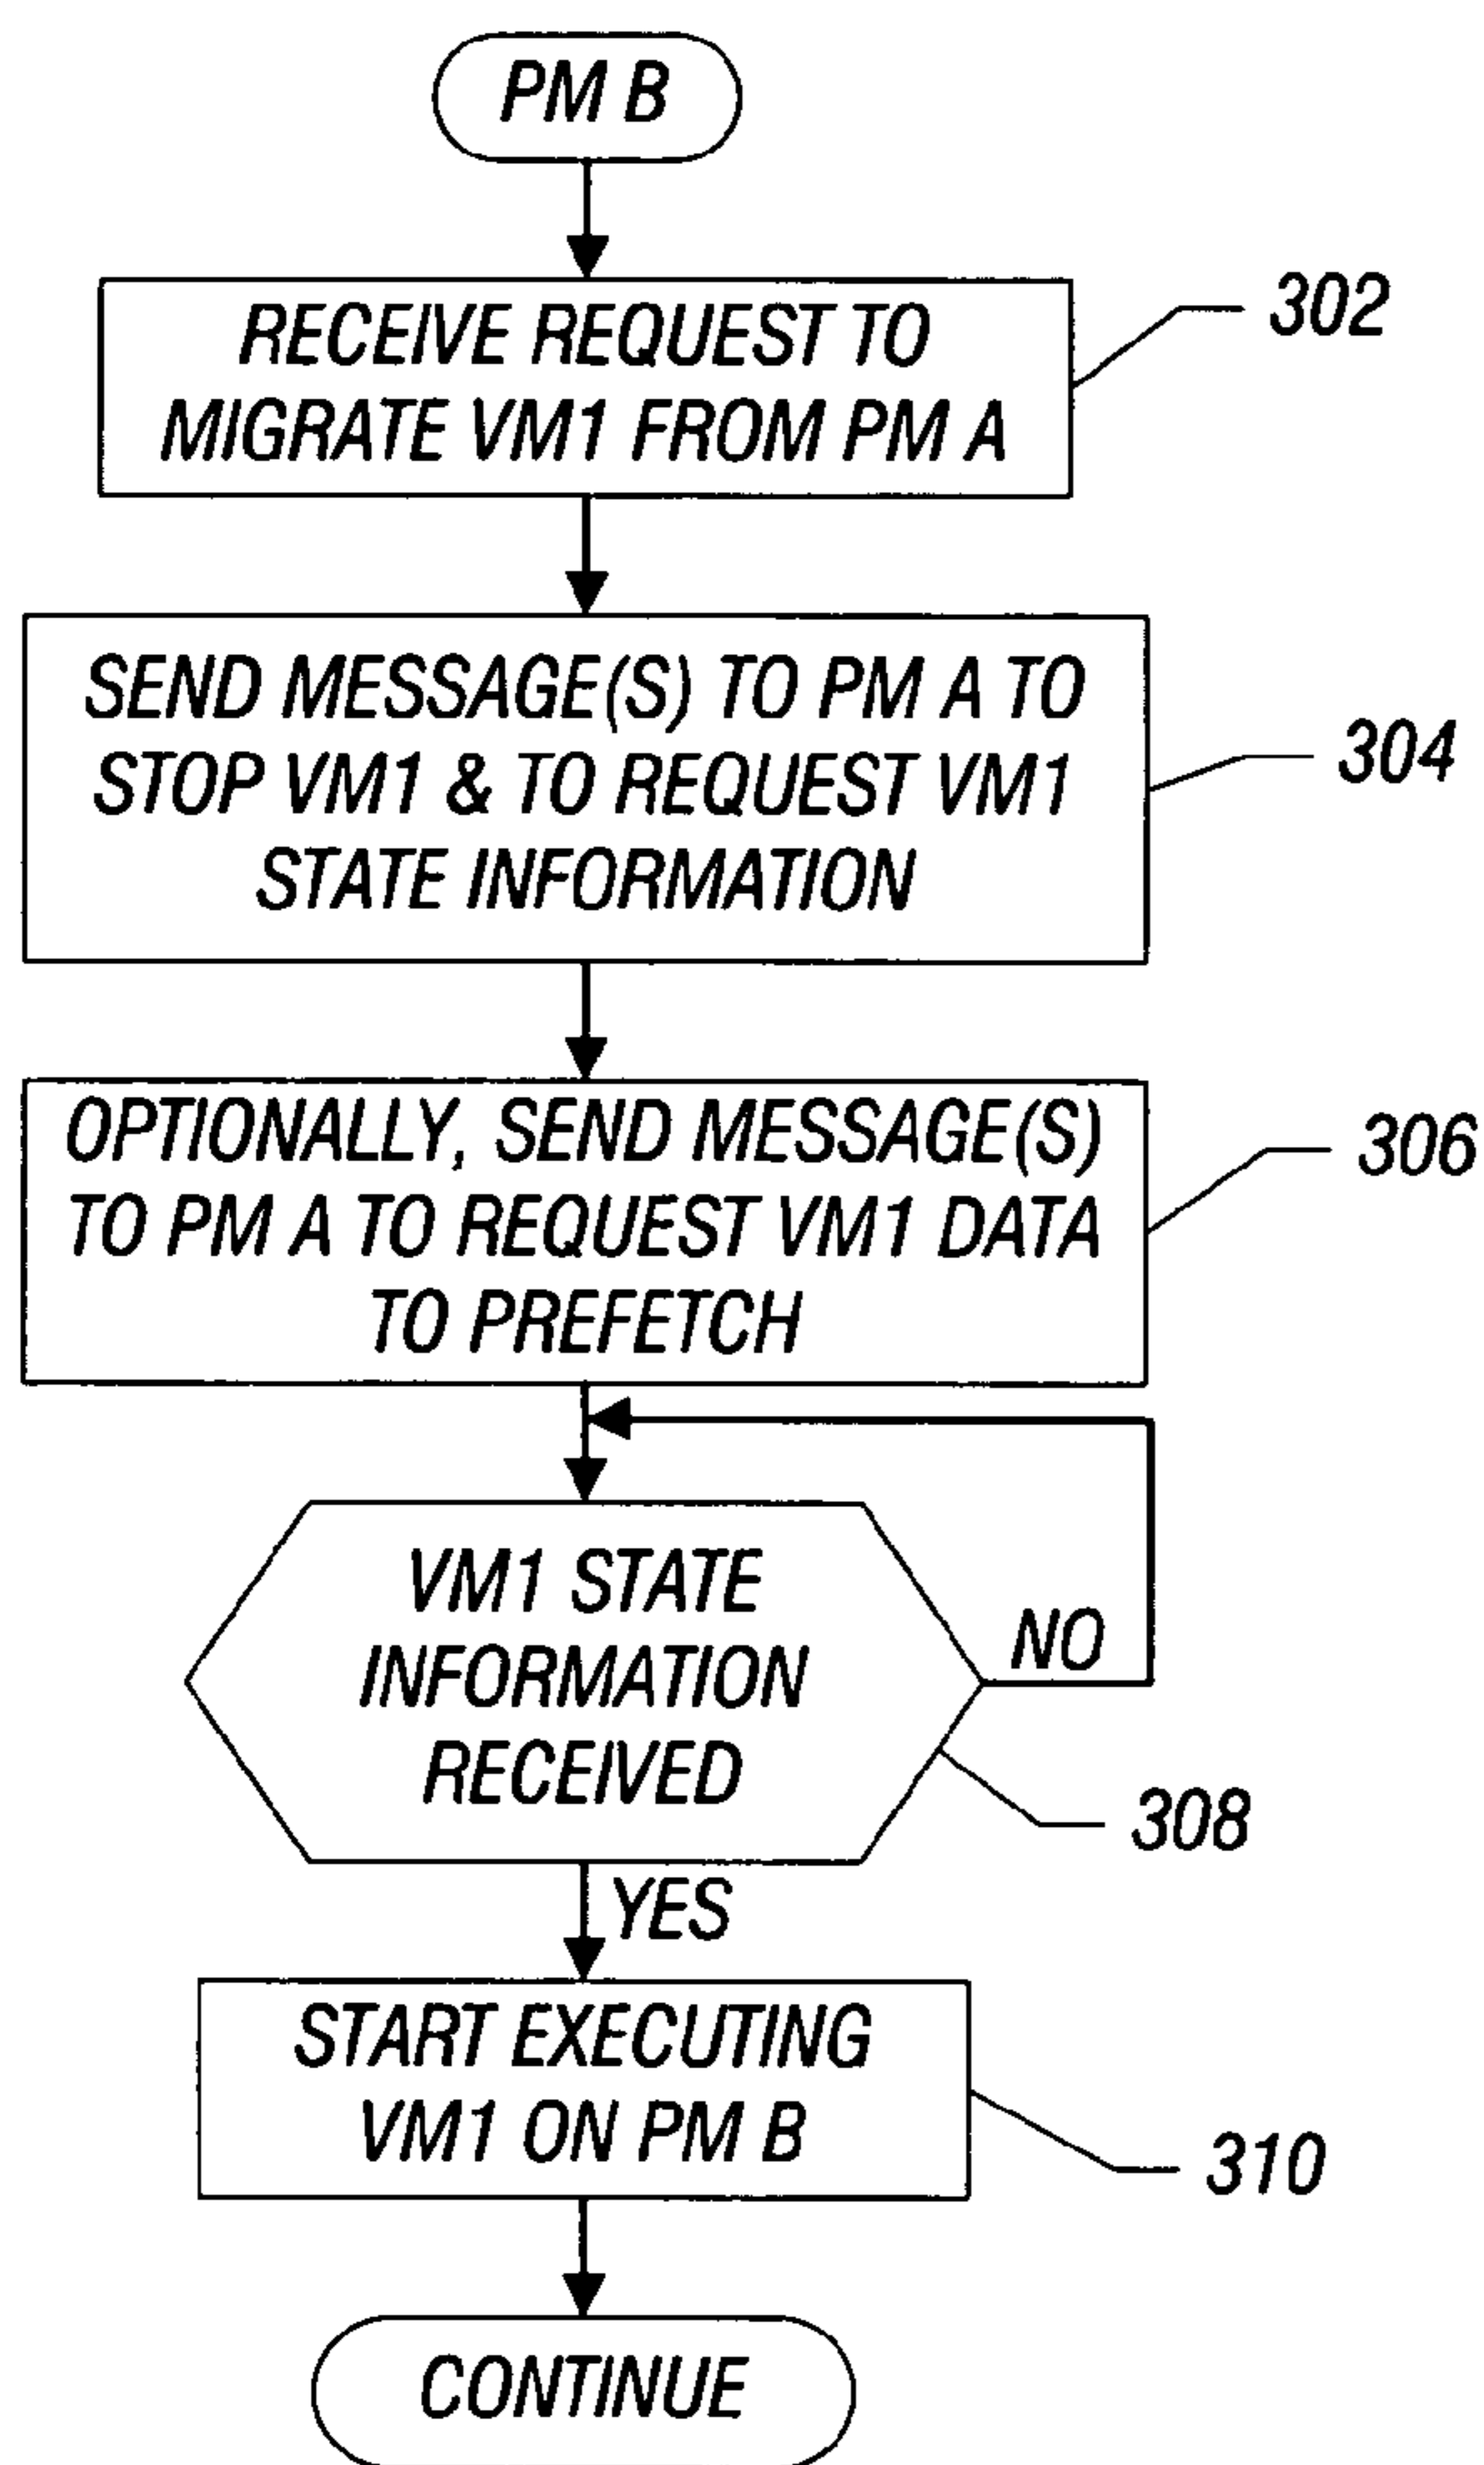 PM B
RECEIVE REQUEST TO
MIGRATE VM1 FROM PM A
302
SEND MESSAGE(S) TO PM A TO
STOP VM1 & TO REQUEST VM1
STATE INFORMATION
304
OPTIONALLY, SEND MESSAGE(S)
TO PM A TO REQUEST VM1 DATA
TO PREFETCH
306
VM1 STATE
INFORMATION
RECEIVED
NO
308
YES
START EXECUTING
VM1 ON PM B
310
CONTINUE